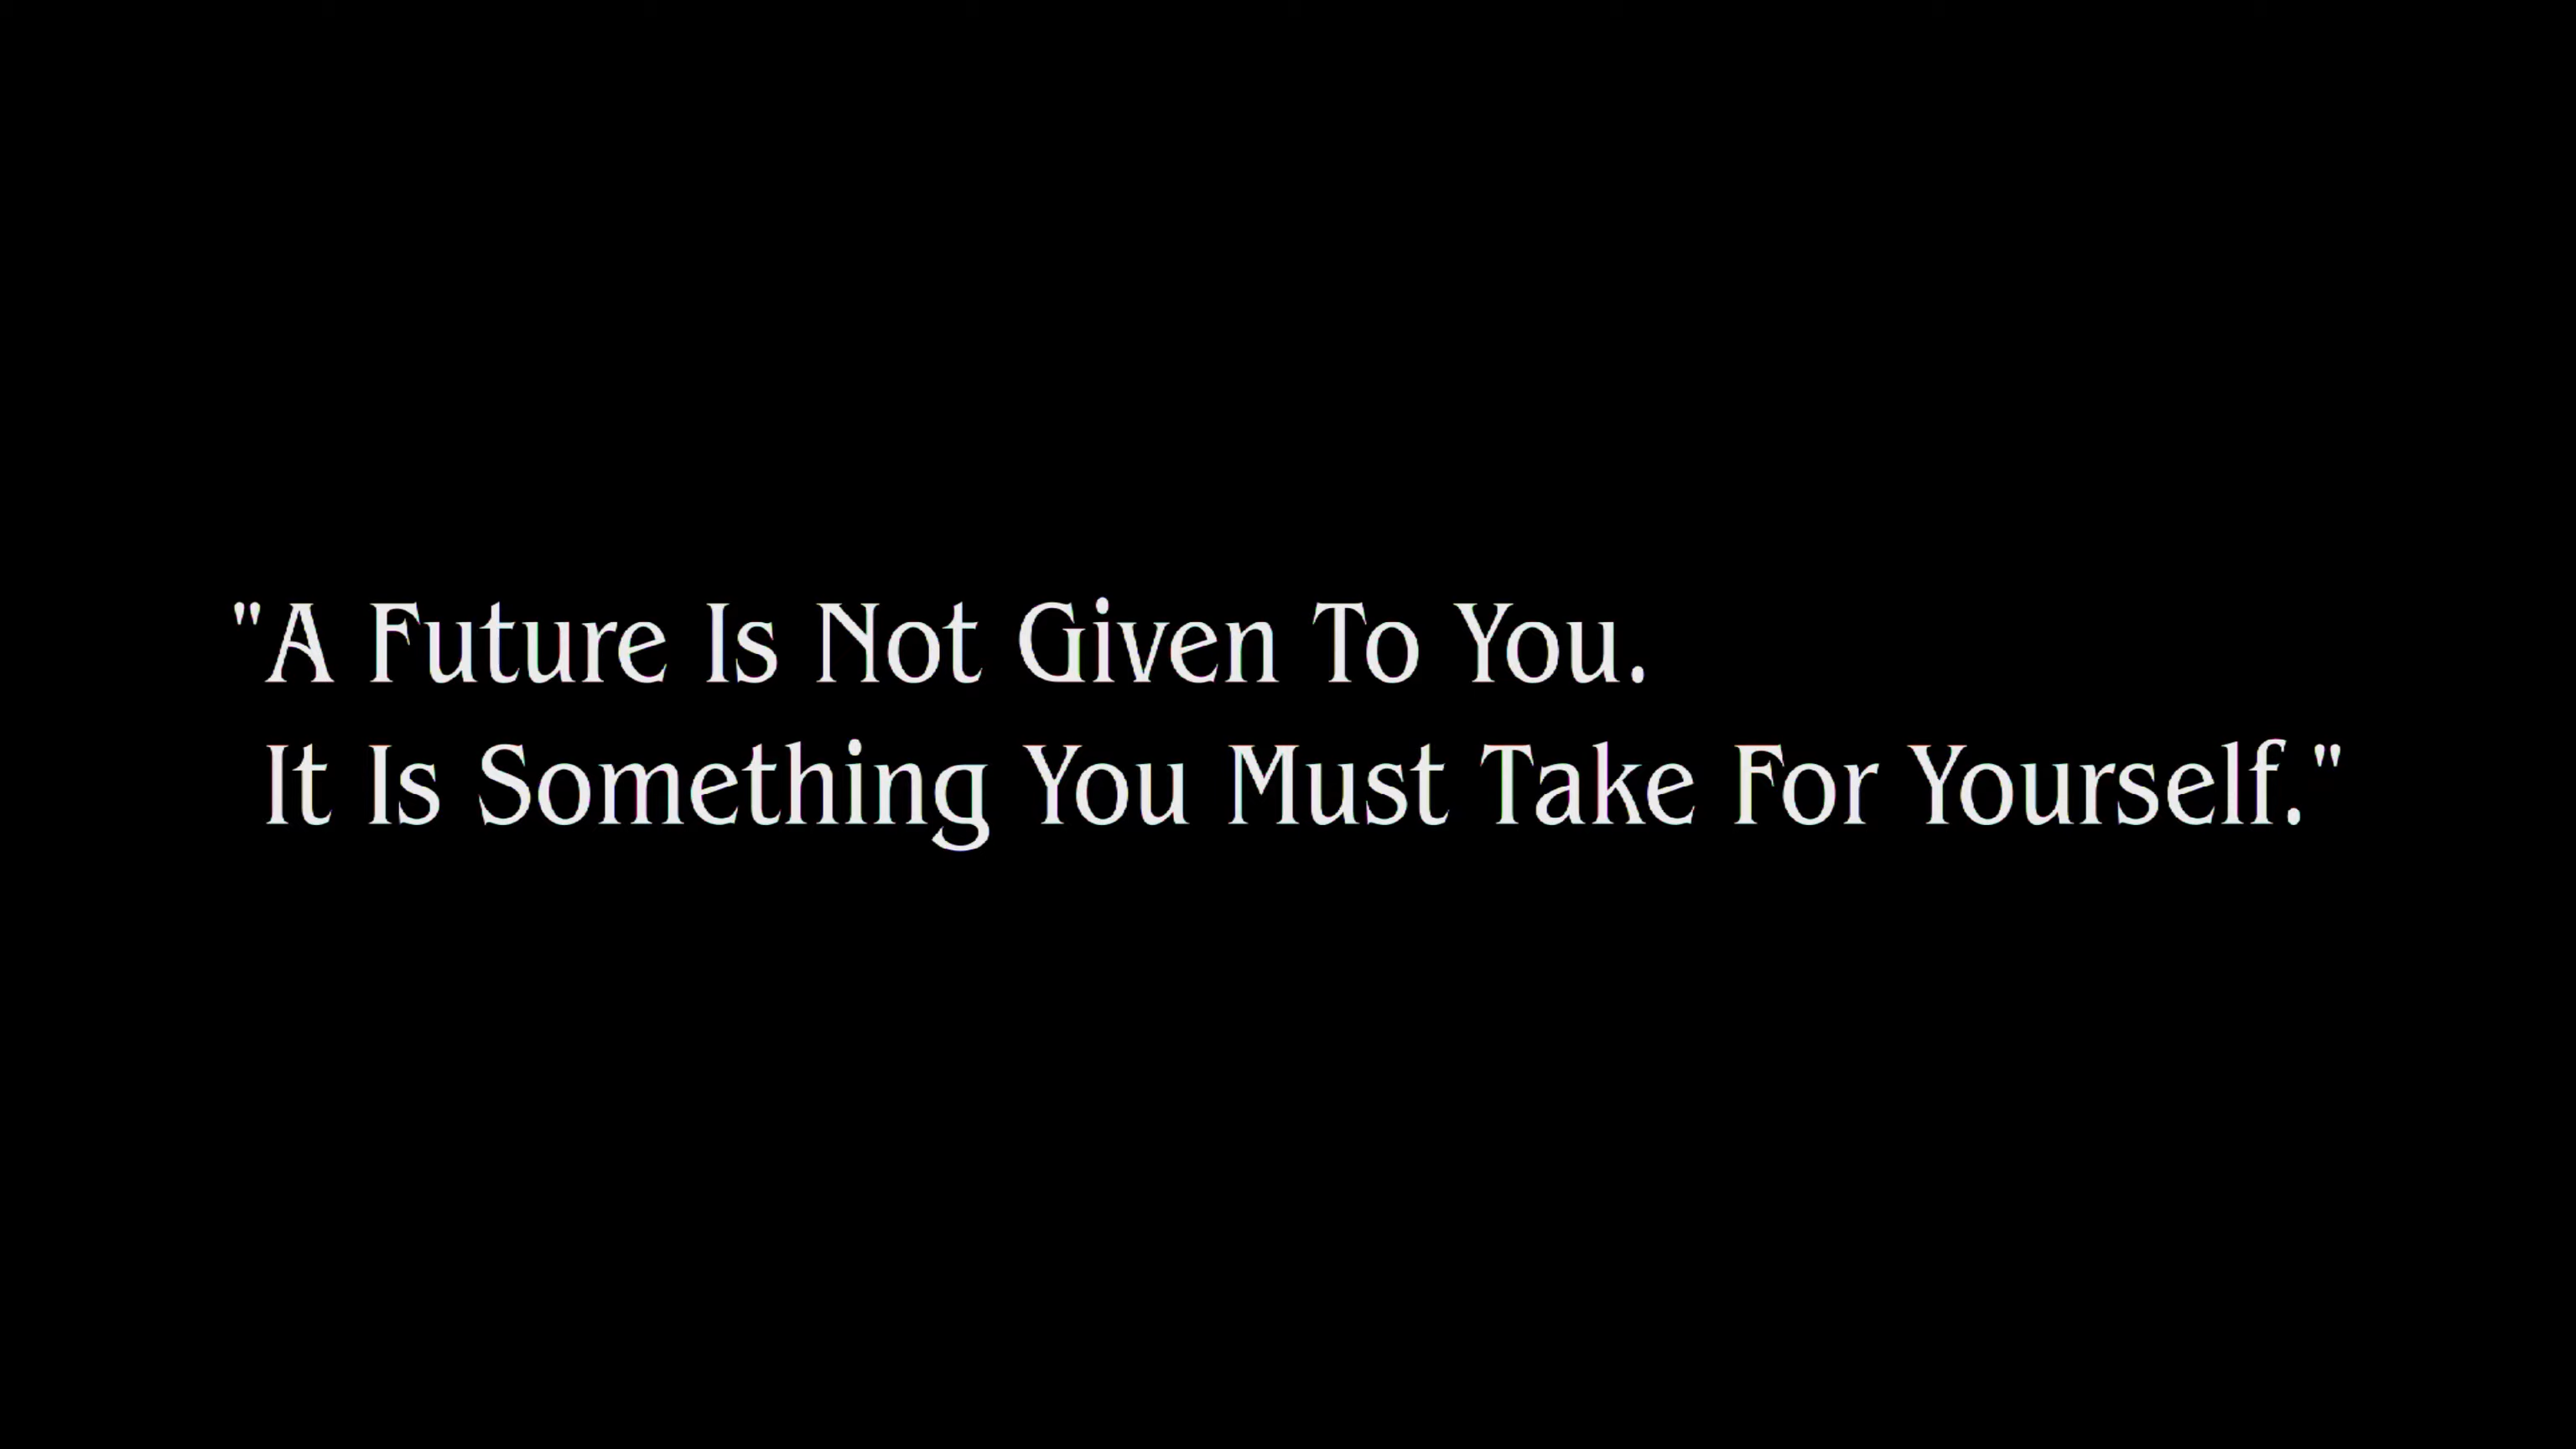 "A Future Is Not Given To You.
It Is Something You Must Take For Yourself."